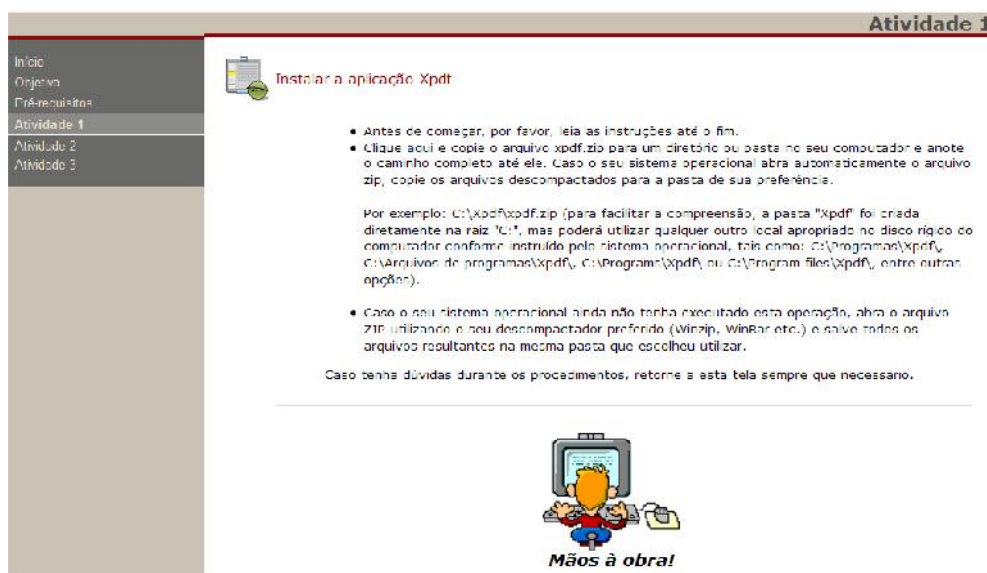 Atividade 1
Início
Objetivo
Pré-requisitos
Atividade 1
Atividade 2
Atividade 3
Instalar a aplicação Xpdf
Antes de começar, por favor, leia as instruções até o fim.
Clique aqui e copie o arquivo xpdf.zip para um diretório ou pasta no seu computador e anote
o caminho completo até ele. Caso o seu sistema operacional abra automaticamente o arquivo
zip, copie os arquivos descompactados para a pasta de sua preferência.
Por exemplo: C:\Xpdf\xpdf.zip (para facilitar a compreensão, a pasta "Xpdf" foi criada
diretamente na raiz "C:", mas poderá utilizar qualquer outro local apropriado no disco rígido do
computador conforme instruído pelo sistema operacional, tais como: C:\Programas\Xpdf\,
C:\Arquivos de programas\Xpdf\, C:\Programs\Xpdf\ ou C:\Program files\Xpdf\, entre outras
opções).
Caso o seu sistema operacional ainda não tenha executado esta operação, abra o arquivo
ZIP utilizando o seu descompactador preferido (Winzip, WinRar etc.) e salve todos os
arquivos resultantes na mesma pasta que escolheu utilizar.
Caso tenha dúvidas durante os procedimentos, retorne a esta tela sempre que necessário.
Mãos à obra!